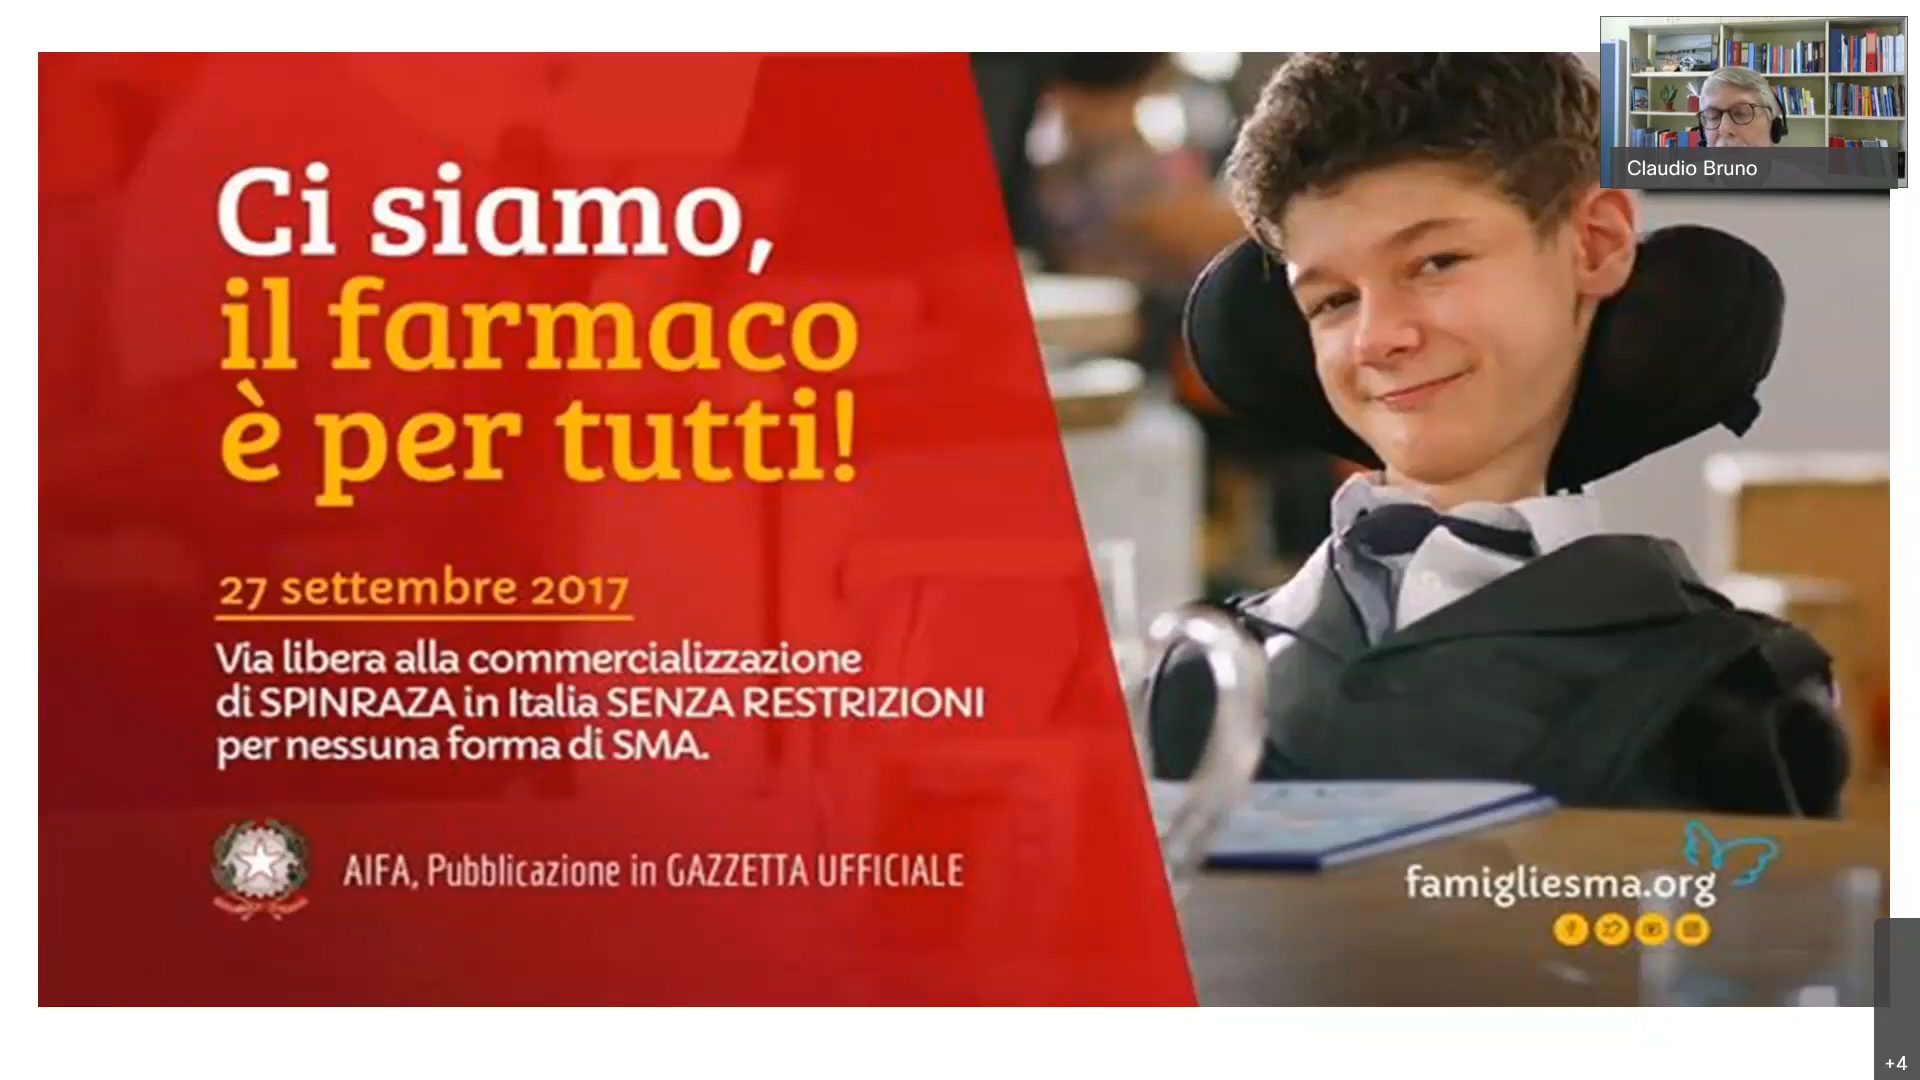 Claudio Bruno
Ci siamo,
il farmaco
è per tutti!
27 settembre 2017
Via libera alla commercializzazione
di SPINRAZA in Italia SENZA RESTRIZIONI
per nessuna forma di SMA.
AIFA, Pubblicazione in GAZZETTA UFFICIALE
famigliesma.org
+4